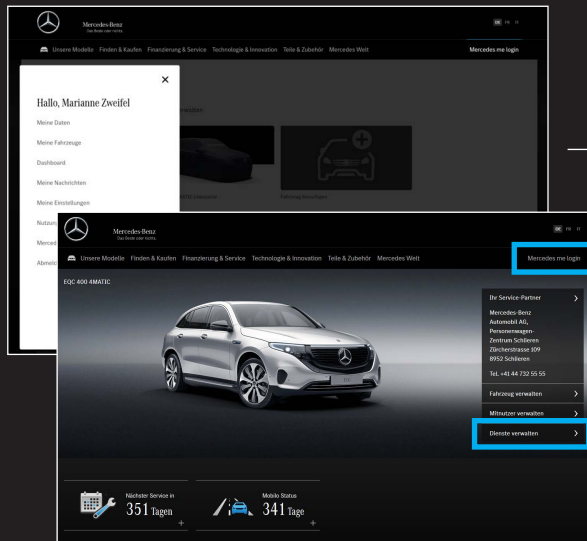 Mercedes-Benz
Das Beste oder nichts.
DE FR IT
Unsere Modelle Finden & Kaufen Finanzierung & Service Technologie & Innovation Teile & Zubehör Mercedes Welt
Mercedes me login
Hallo, Marianne Zweifel
Meine Daten
Meine Fahrzeuge
Dashboard
Meine Nachrichten
Meine Einstellungen
Mercedes-Benz
Das Beste oder nichts.
DE FR IT
Unsere Modelle Finden & Kaufen Finanzierung & Service Technologie & Innovation Teile & Zubehör Mercedes Welt
Mercedes me login
EQC 400 4MATIC
Ihr Service-Partner
Mercedes-Benz
Automobil AG,
Personenwagen-
Zentrum Schlieren
Zürcherstrasse 109
8952 Schlieren
Tel. +41 44 732 55 55
Fahrzeug verwalten
Mitnutzer verwalten
Dienste verwalten
Nächster Service in
351 Tagen
Mobilo Status
341 Tage